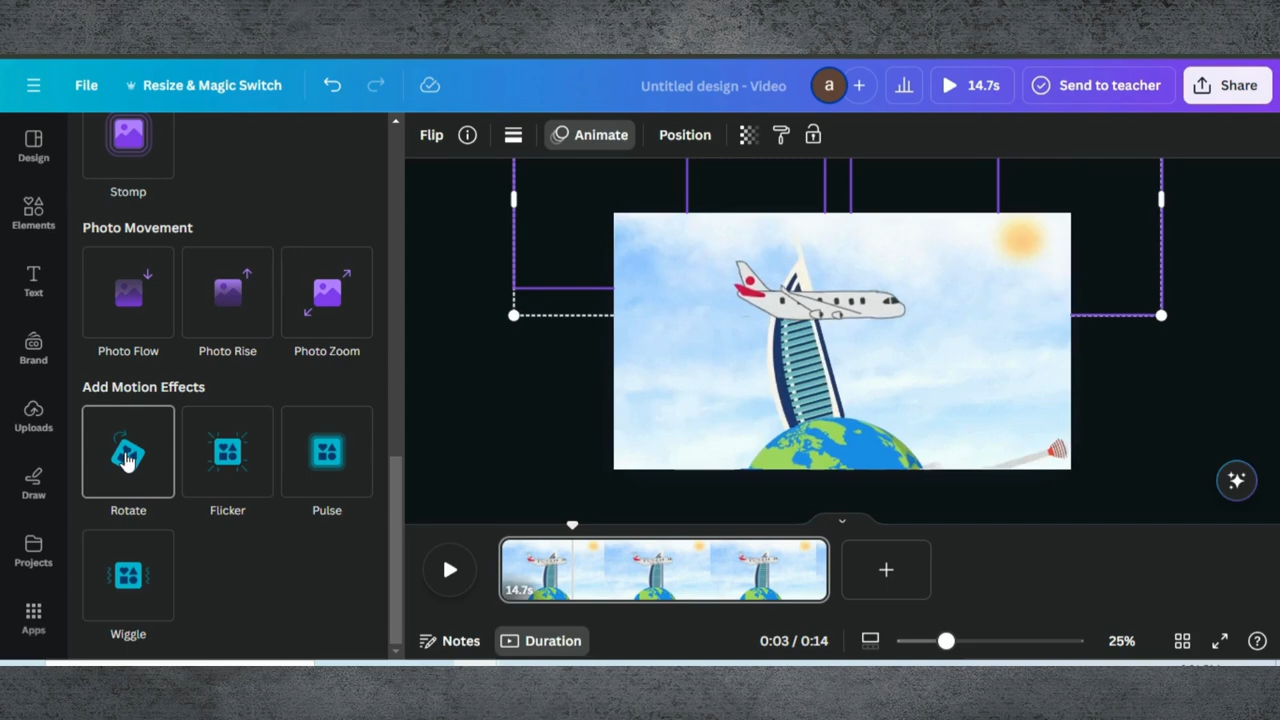 File
Resize & Magic Switch
Untitled design - Video
a
14.7s
Send to teacher
Share
Design
Elements
Text
Brand
Uploads
Draw
Projects
Apps
Stomp
Photo Movement
Photo Flow
Photo Rise
Photo Zoom
Add Motion Effects
Rotate
Flicker
Pulse
Wiggle
Flip
Animate
Position
14.7s
Notes
Duration
0:03 / 0:14
25%